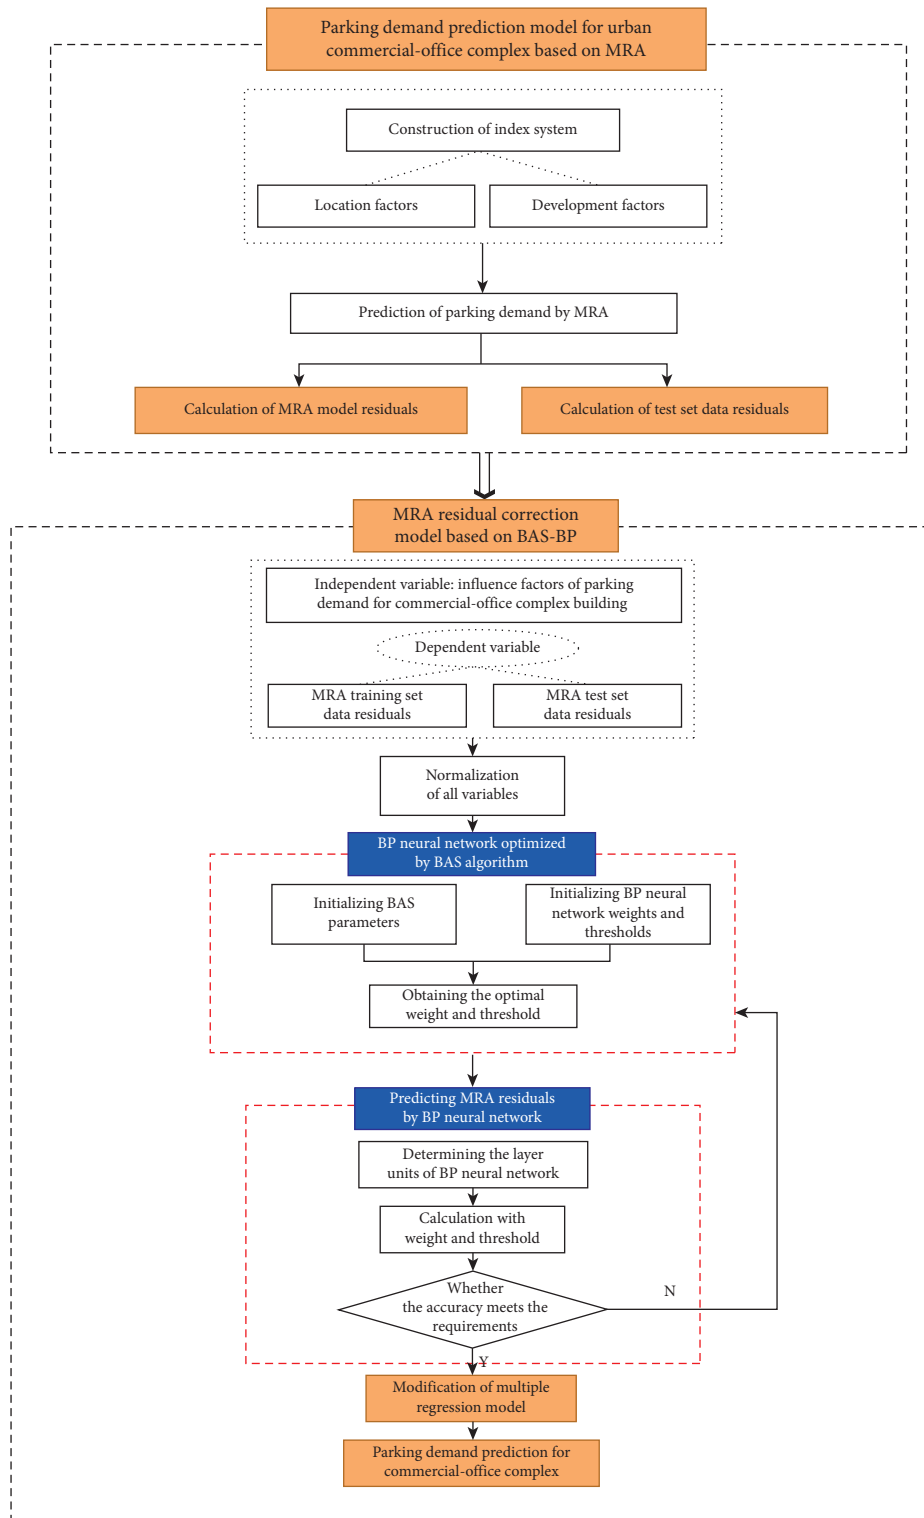 Parking demand prediction model for urban
commercial-office complex based on MRA
Construction of index system
Location factors
Development factors
Prediction of parking demand by MRA
Calculation of MRA model residuals
Calculation of test set data residuals
MRA residual correction
model based on BAS-BP
Independent variable: influence factors of parking
demand for commercial-office complex building
Dependent variable
MRA training set
data residuals
MRA test set
data residuals
Normalization
of all variables
BP neural network optimized
by BAS algorithm
Initializing BAS
parameters
Initializing BP neural
network weights and
thresholds
Obtaining the optimal
weight and threshold
Predicting MRA residuals
by BP neural network
Determining the layer
units of BP neural network
Calculation with
weight and threshold
Whether
the accuracy meets the
requirements
N
Y
Modification of multiple
regression model
Parking demand prediction for
commercial-office complex